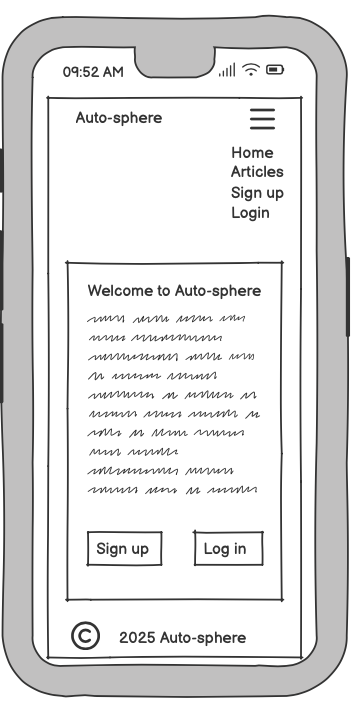 09:52 AM
Auto-sphere
Home
Articles
Sign up
Login
Welcome to Auto-sphere
Sign up
Log in
© 2025 Auto-sphere